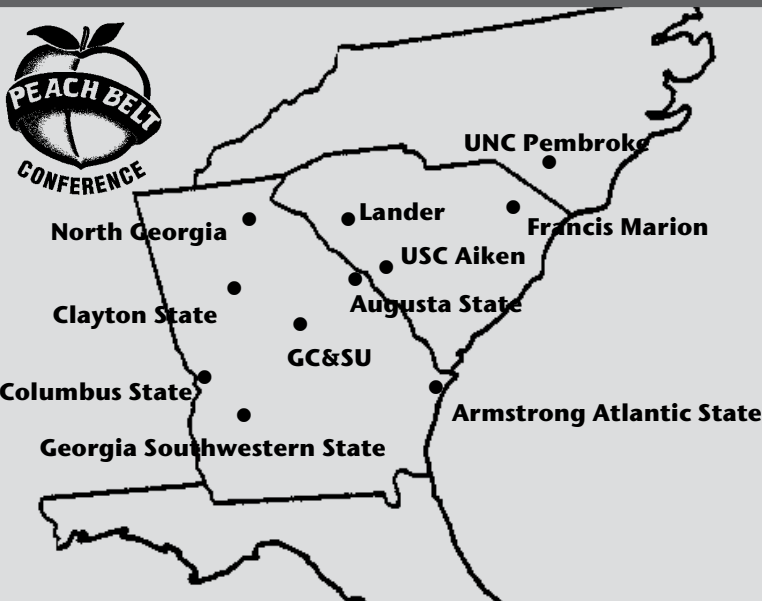 PEACH BELT
CONFERENCE
UNC Pembroke
Lander
North Georgia
Francis Marion
USC Aiken
Augusta State
Clayton State
GC&SU
Columbus State
Armstrong Atlantic State
Georgia Southwestern State